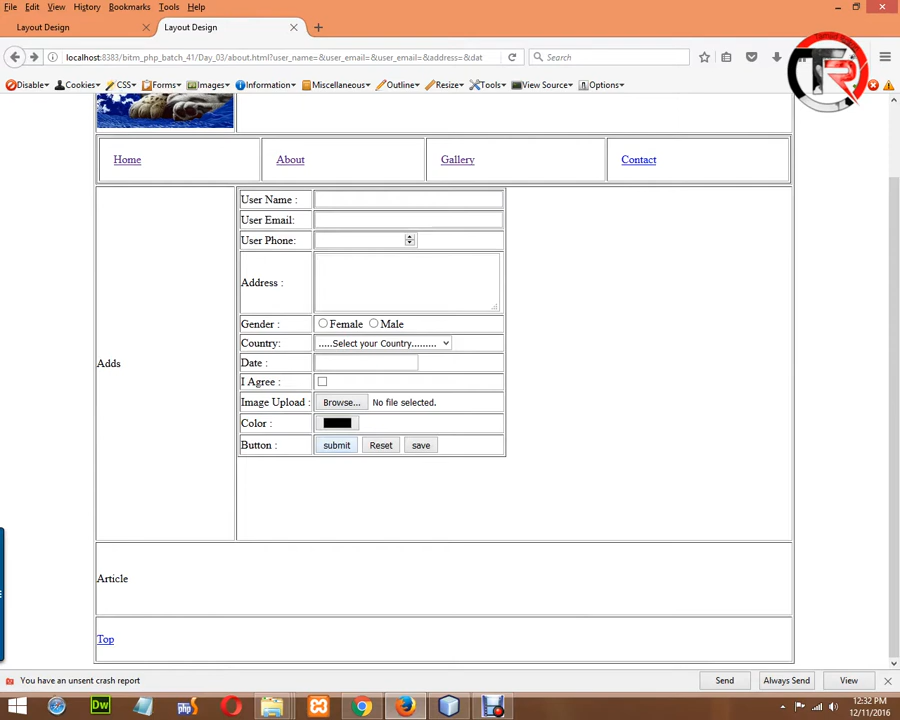 File Edit View History Bookmarks Tools Help
Layout Design
Layout Design
localhost:8383/bitm_php_batch_41/Day_03/about.html?user_name=&user_email=&user_email=&address=&dat
Search
Disable Cookies CSS Forms Images Information Miscellaneous Outline Resize Tools View Source Options
TR
Home About Gallery Contact
User Name :
User Email:
User Phone:
Address :
Gender : Female Male
Country: .....Select your Country.........
Adds
Date :
I Agree :
Image Upload : Browse... No file selected.
Color :
Button : submit Reset save
Article
Top
You have an unsent crash report Send Always Send View
Dw php
12:32 PM
12/11/2016